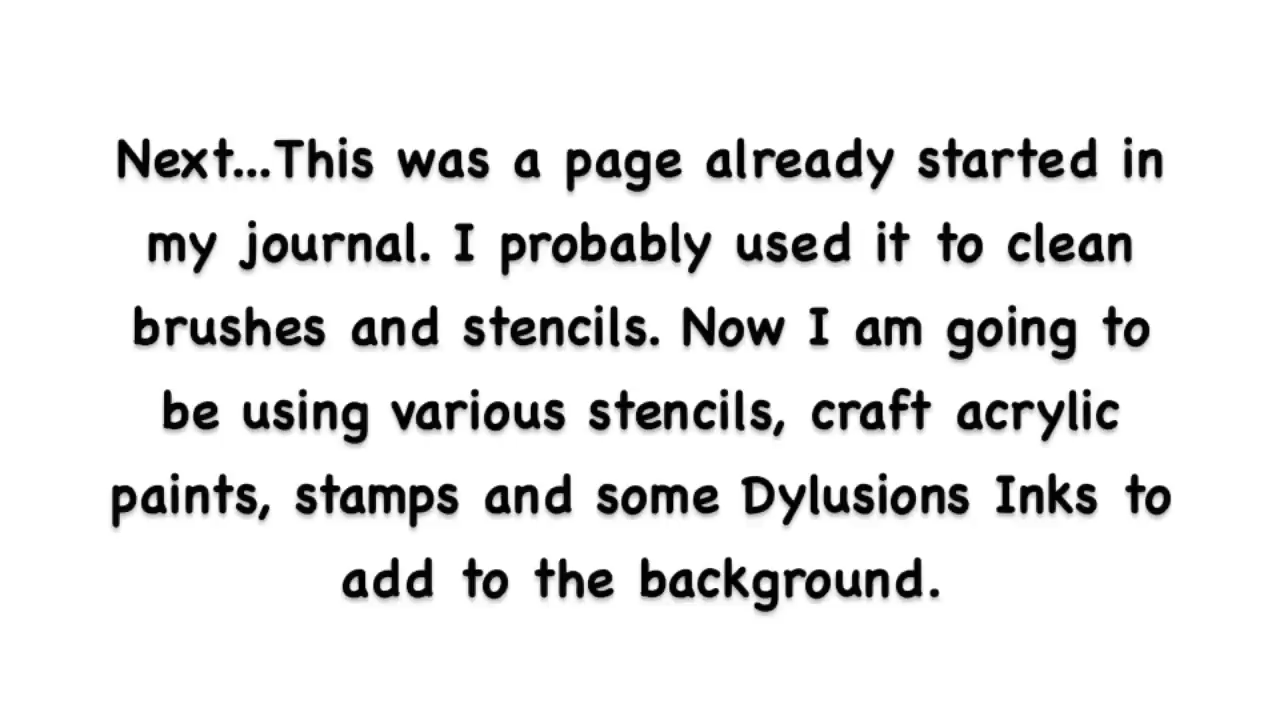 Next...This was a page already started in
my journal. I probably used it to clean
brushes and stencils. Now I am going to
be using various stencils, craft acrylic
paints, stamps and some Dylusions Inks to
add to the background.